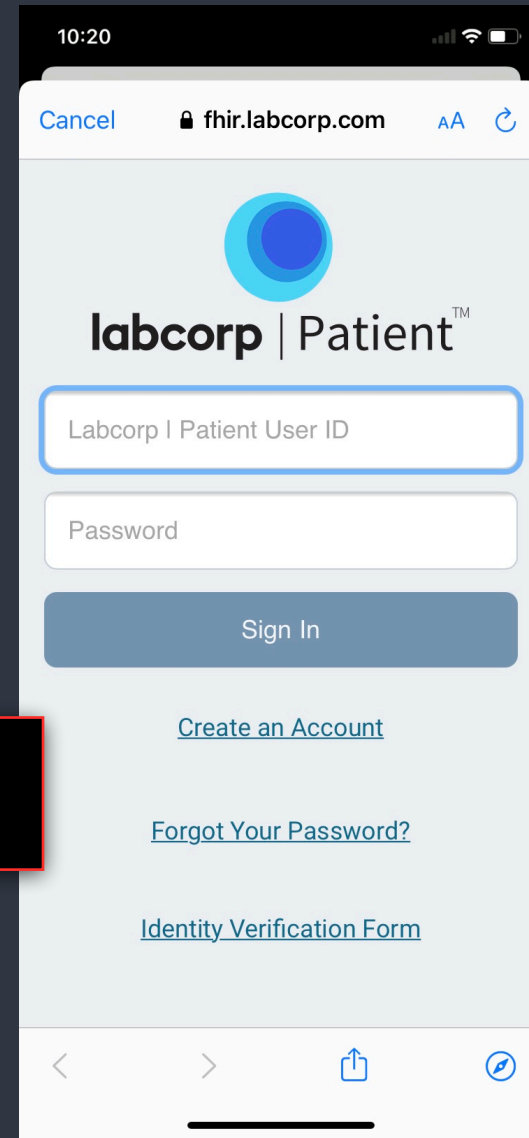 10:20
Cancel fhir.labcorp.com AA
labcorp | Patient™
Labcorp | Patient User ID
Password
Sign In
Create an Account
Forgot Your Password?
Identity Verification Form